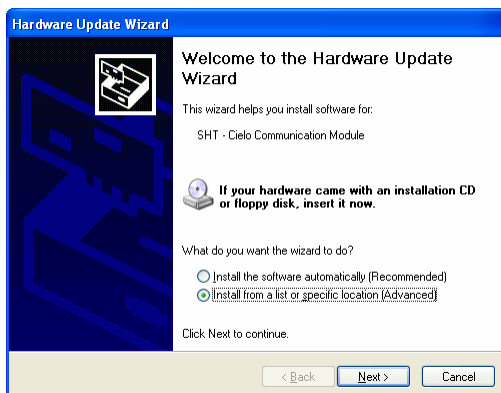 Hardware Update Wizard
Welcome to the Hardware Update
Wizard
This wizard helps you install software for:
SHT - Cielo Communication Module
If your hardware came with an installation CD
or floppy disk, insert it now.
What do you want the wizard to do?
Install the software automatically (Recommended)
Install from a list or specific location (Advanced)
Click Next to continue.
< Back
Next >
Cancel